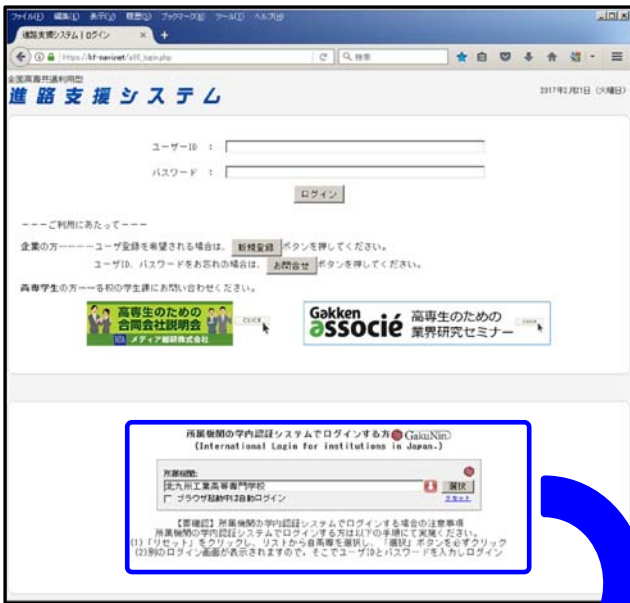 ファイル(F) 編集(E) 表示(V) 履歴(S) ブックマーク(B) ツール(T) ヘルプ(H)
進路支援システム | ログイン × +
https://kf-navi.net/
検索
全国高専共通利用型
進路支援システム
2017年2月21日 (火曜日)
ユーザーID :
パスワード :
ログイン
---ご利用にあたって---
企業の方----ユーザ登録を希望される場合は、 新規登録 ボタンを押してください。
ユーザID、パスワードをお忘れの場合は、 お問合せ ボタンを押してください。
高専学生の方----各校の学生課にお問い合わせください。
高専生のための
合同会社説明会
メディア総研株式会社
CLICK
Gakken
associé
高専生のための
業界研究セミナー
所属機関の学内認証システムでログインする方 GakuNin
(International Login for institutions in Japan.)
所属機関:
北九州工業高等専門学校 選択
ブラウザ起動中は自動ログイン リセット
【要確認】所属機関の学内認証システムでログインする場合の注意事項
所属機関の学内認証システムでログインする方は以下の手順にて実施ください。
(1)「リセット」をクリックし、リストから自高専を選択し、「選択」ボタンを必ずクリック
(2)別のログイン画面が表示されますので、そこでユーザIDとパスワードを入力しログイン